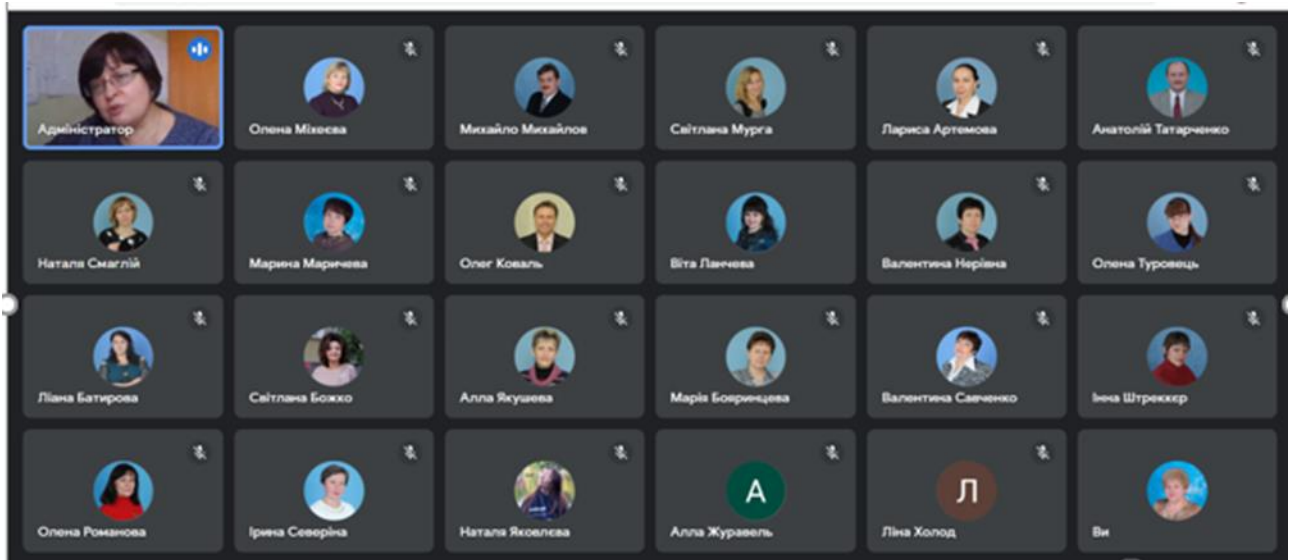 Адміністратор
Олена Міхеєва
Михайло Михайлов
Світлана Мурга
Лариса Артемова
Анатолій Татарченко
Наталя Смаглій
Марина Маричева
Олег Коваль
Віта Ланчева
Валентина Нерівна
Олена Туровець
Ліана Батирова
Світлана Божко
Алла Якушева
Марія Бояринцева
Валентина Савченко
Інна Штреккер
Олена Романова
Ірина Северіна
Наталя Яковлєва
А
Алла Журавель
Л
Ліна Холод
Ви